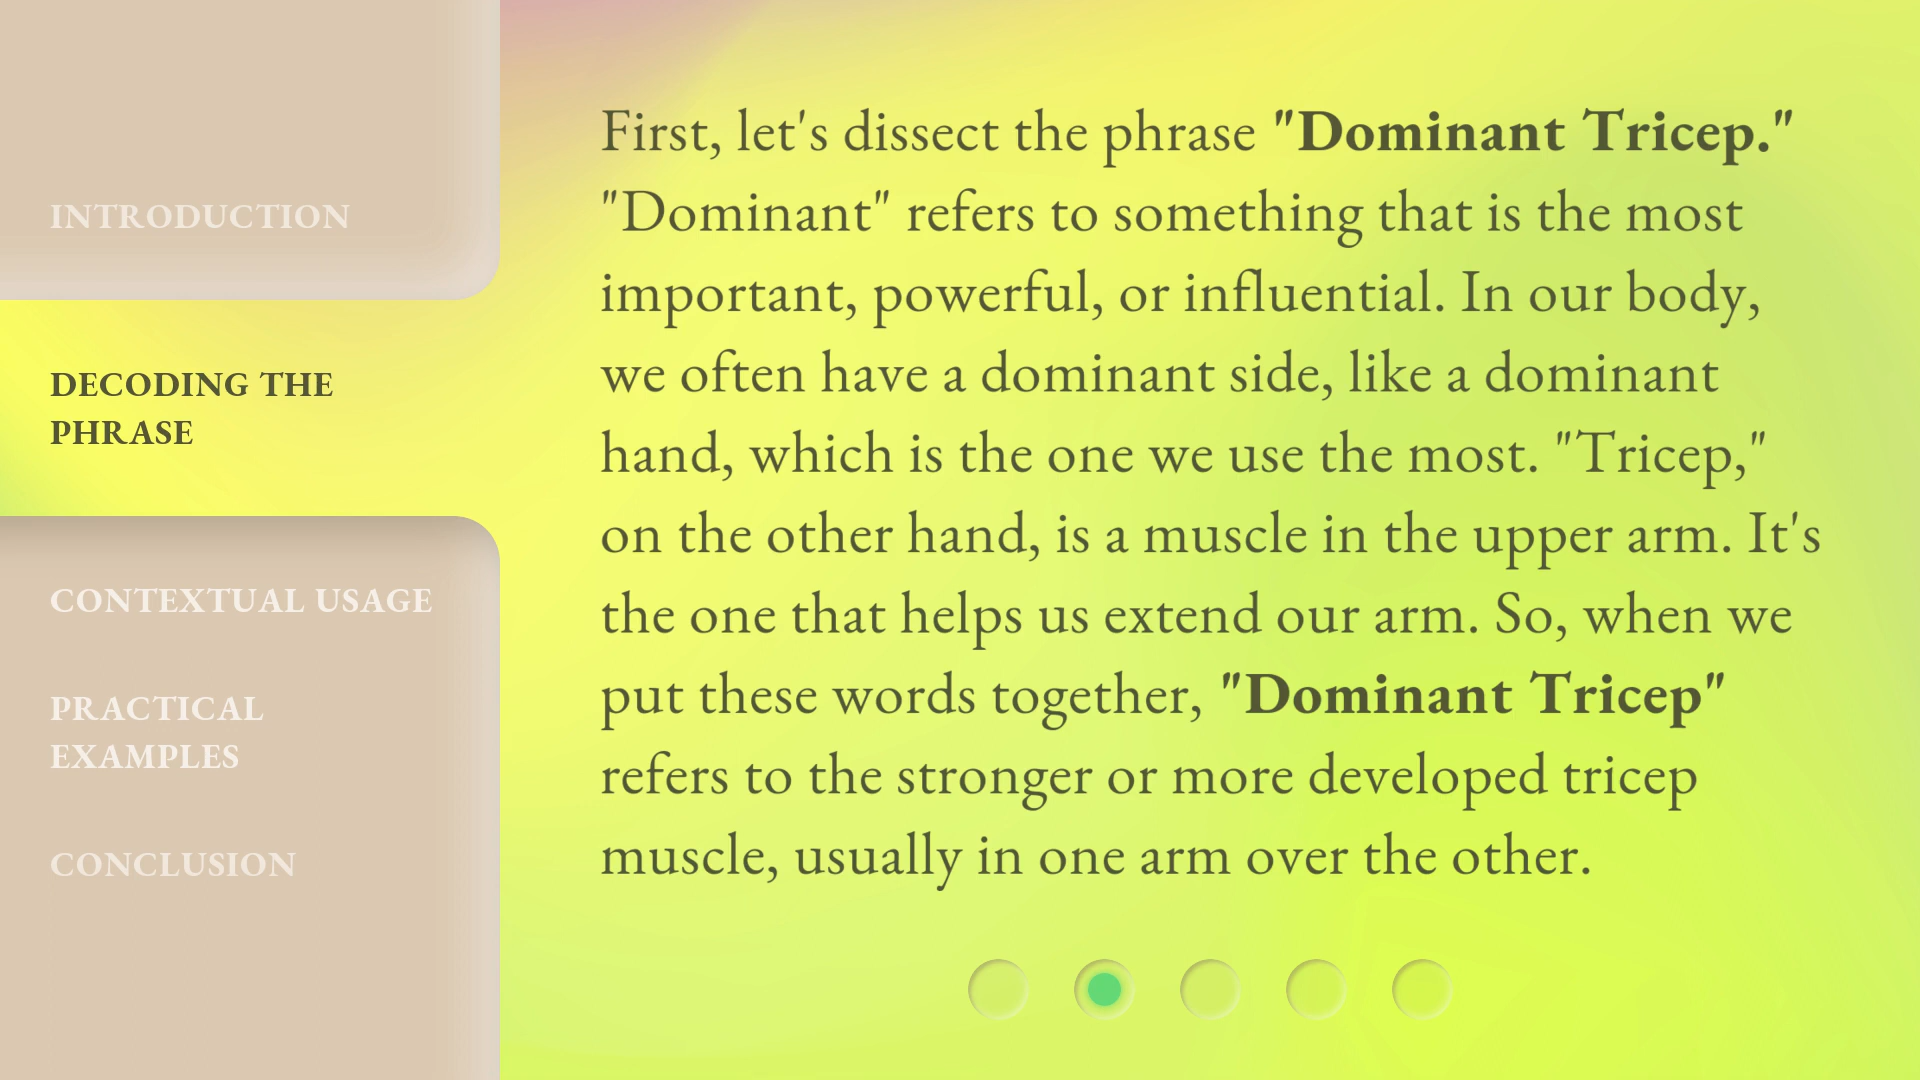 INTRODUCTION
DECODING THE
PHRASE
CONTEXTUAL USAGE
PRACTICAL
EXAMPLES
CONCLUSION
First, let's dissect the phrase "Dominant Tricep."
"Dominant" refers to something that is the most
important, powerful, or influential. In our body,
we often have a dominant side, like a dominant
hand, which is the one we use the most. "Tricep,"
on the other hand, is a muscle in the upper arm. It's
the one that helps us extend our arm. So, when we
put these words together, "Dominant Tricep"
refers to the stronger or more developed tricep
muscle, usually in one arm over the other.